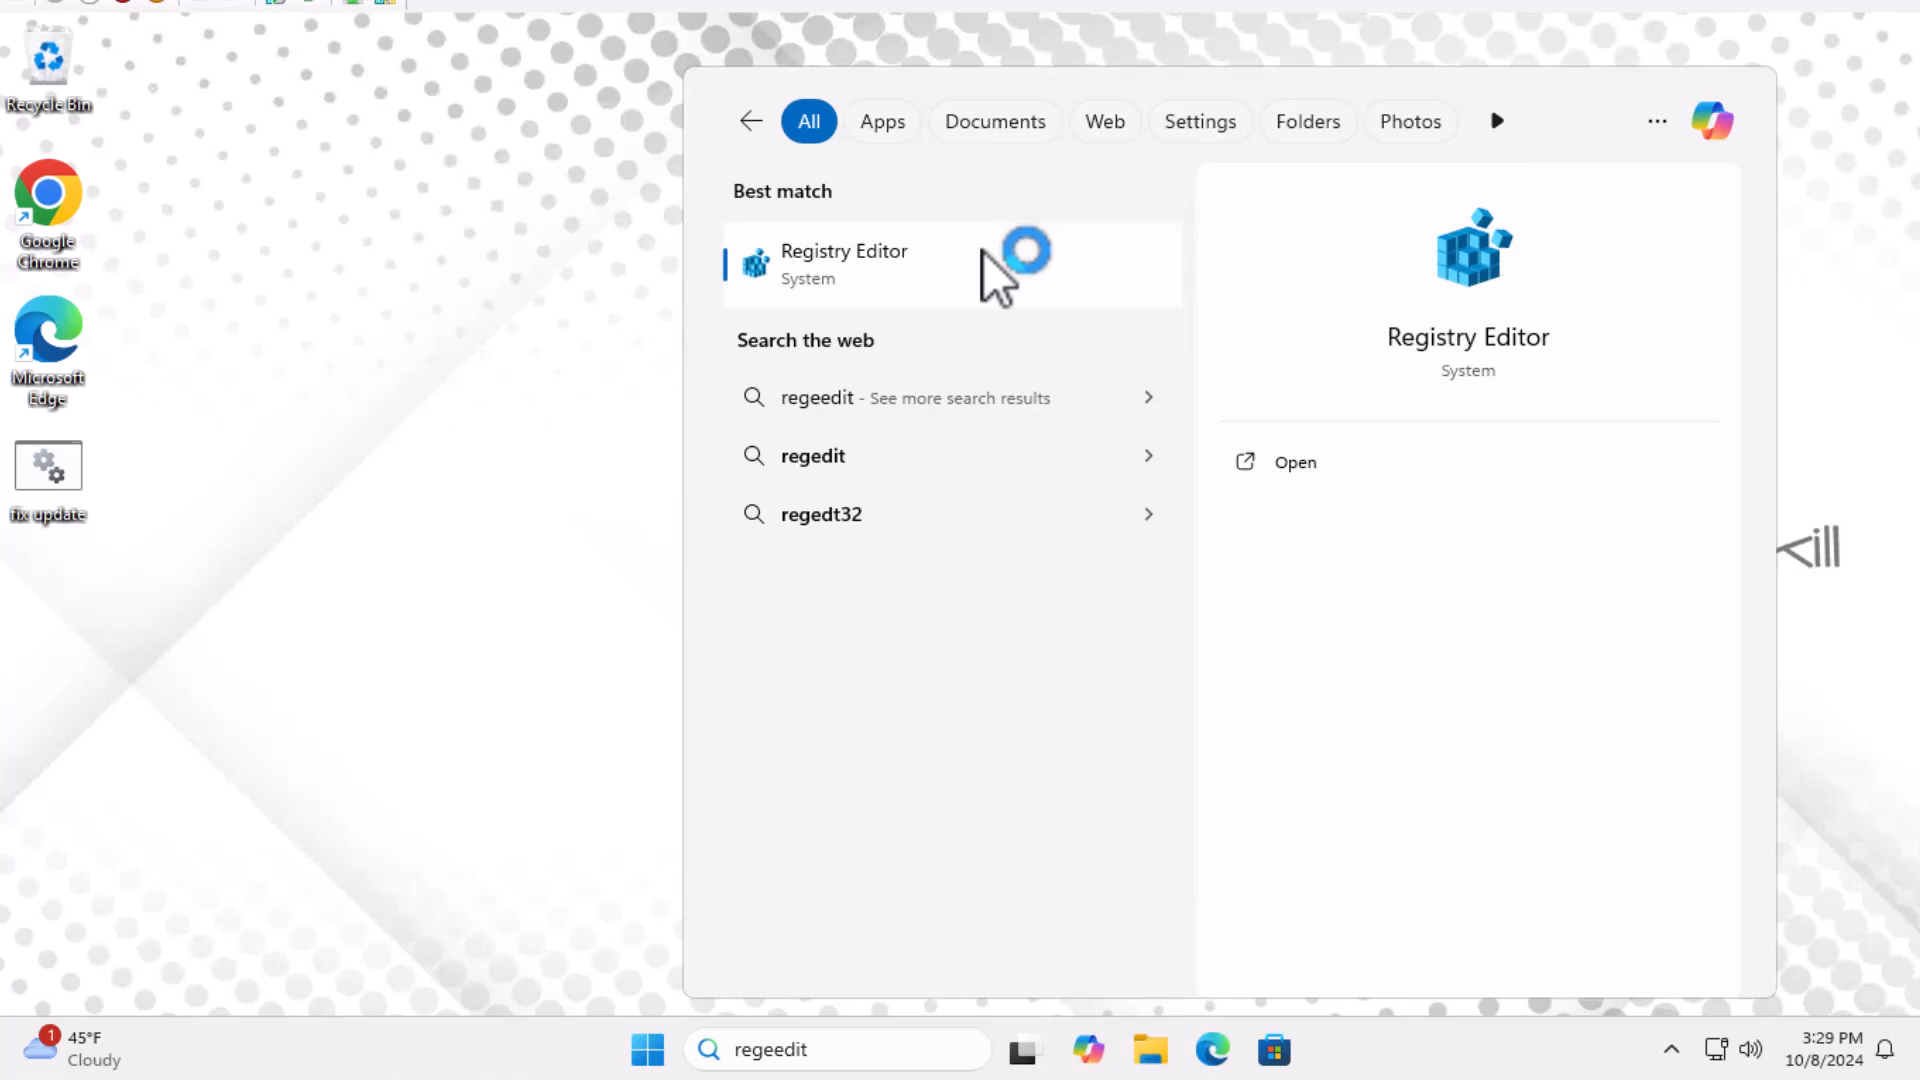 Recycle Bin
Google
Chrome
Microsoft
Edge
fix update
All
Apps
Documents
Web
Settings
Folders
Photos
Best match
Registry Editor
System
Search the web
regeedit - See more search results
regedit
regedt32
Registry Editor
System
Open
1
45°F
Cloudy
regeedit
3:29 PM
10/8/2024